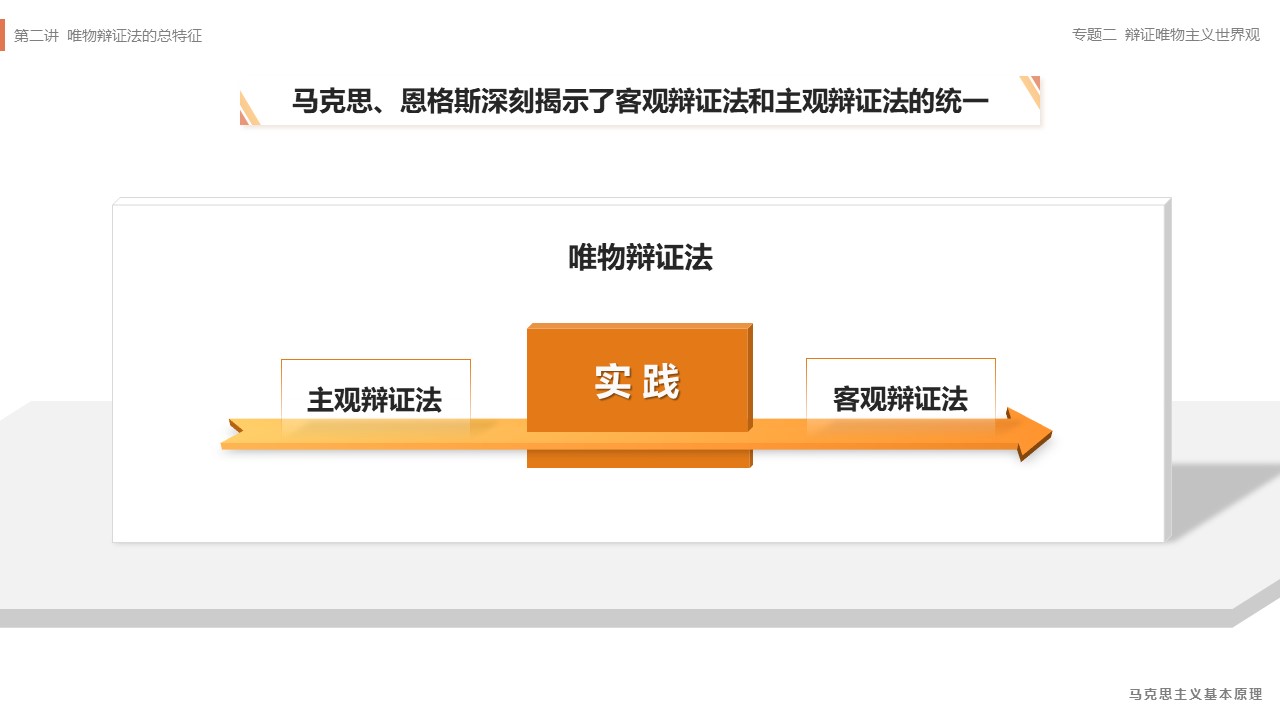 第二讲 唯物辩证法的总特征
专题二 辩证唯物主义世界观
马克思、恩格斯深刻揭示了客观辩证法和主观辩证法的统一
唯物辩证法
主观辩证法
实践
客观辩证法
马克思主义基本原理